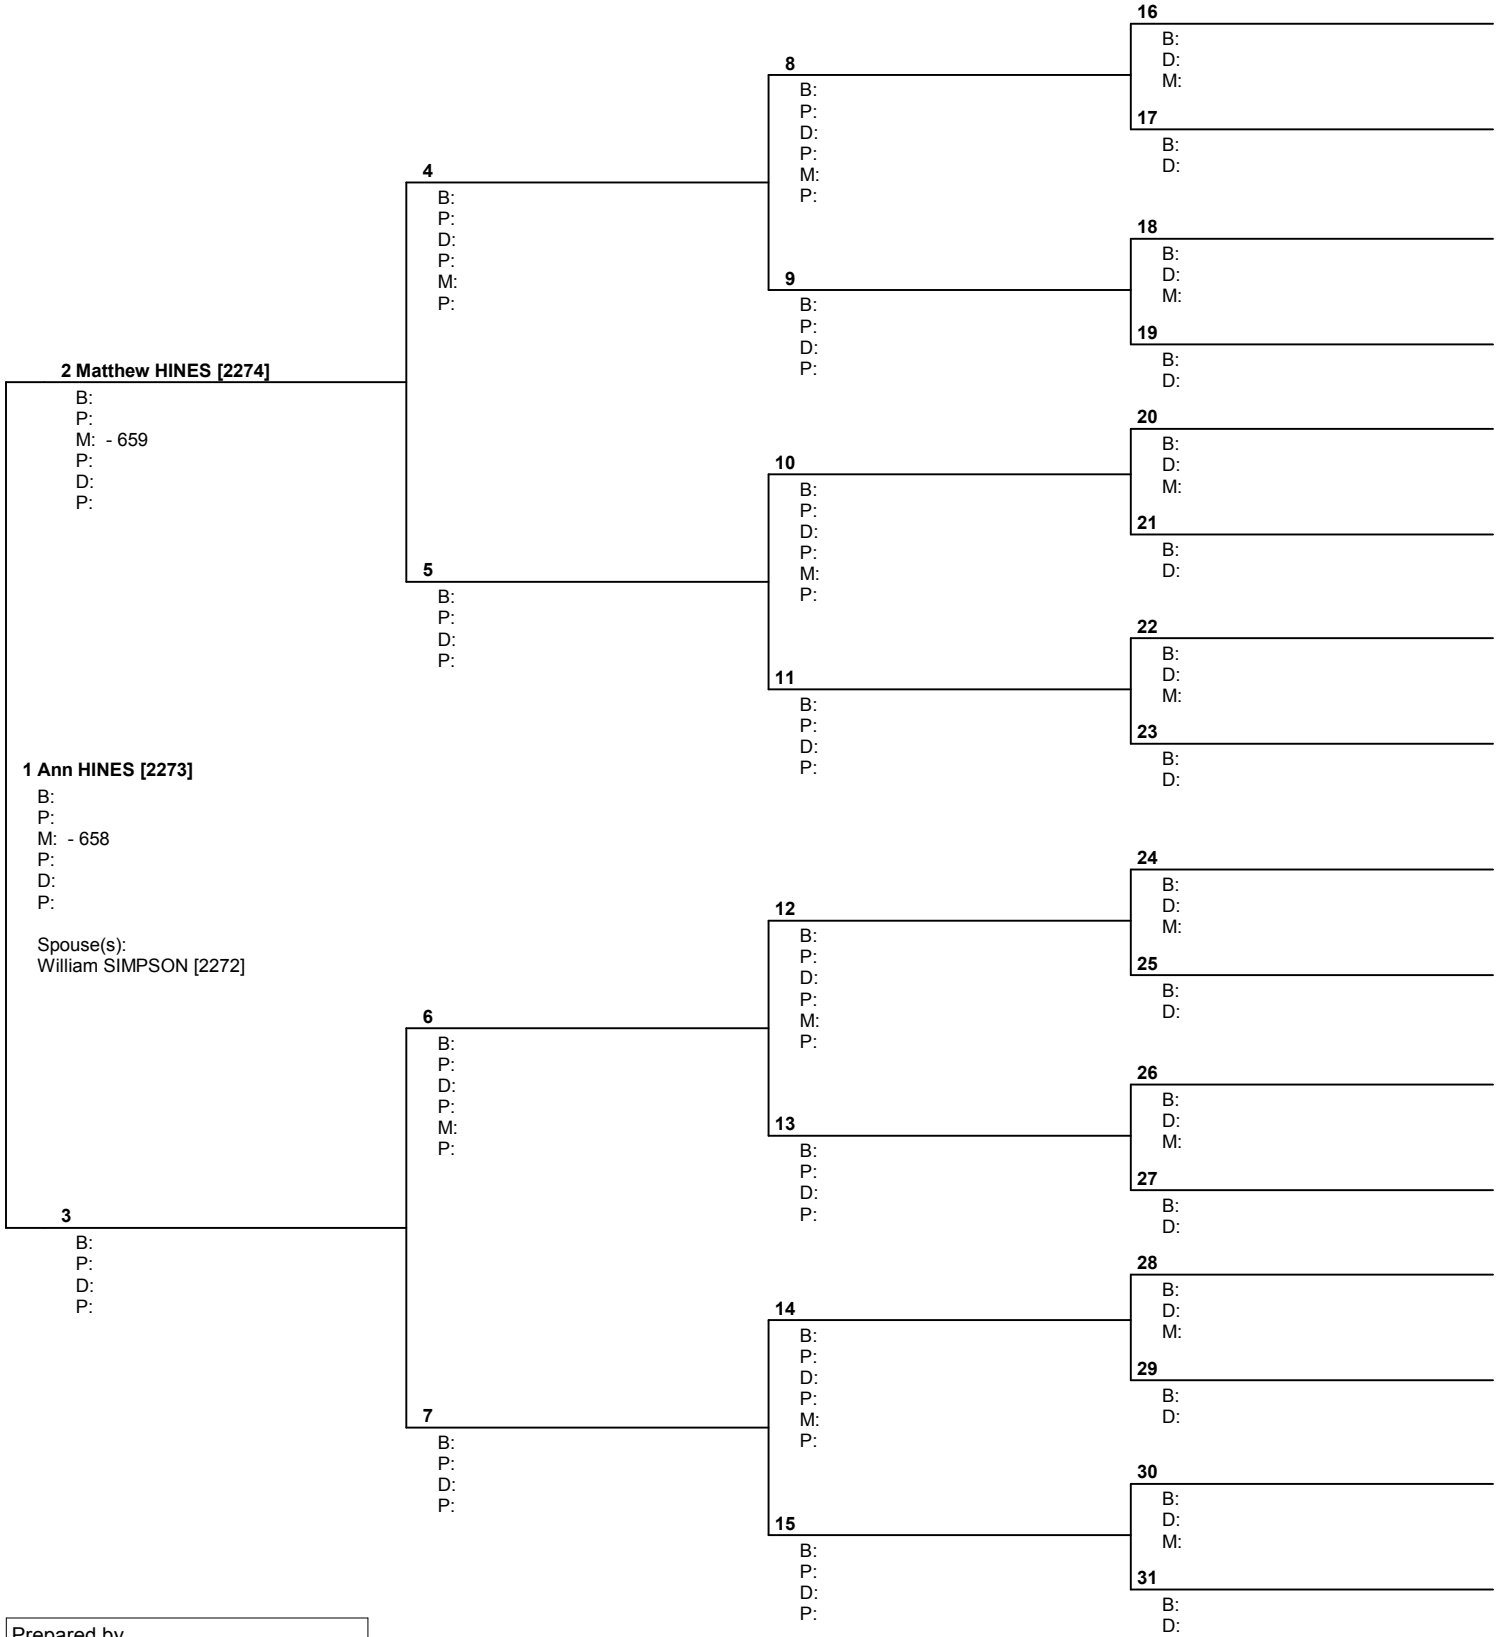 1 Ann HINES [2273]
B:
P:
M: - 658
P:
D:
P:
Spouse(s):
William SIMPSON [2272]
2 Matthew HINES [2274]
B:
P:
M: - 659
P:
D:
P:
3
B:
P:
D:
P:
4
B:
P:
D:
P:
M:
P:
5
B:
P:
D:
P:
6
B:
P:
D:
P:
M:
P:
7
B:
P:
D:
P:
8
B:
P:
D:
P:
M:
P:
9
B:
P:
D:
P:
10
B:
P:
D:
P:
M:
P:
11
B:
P:
D:
P:
12
B:
P:
D:
P:
M:
P:
13
B:
P:
D:
P:
14
B:
P:
D:
P:
M:
P:
15
B:
P:
D:
P:
16
B:
D:
M:
17
B:
D:
18
B:
D:
M:
19
B:
D:
20
B:
D:
M:
21
B:
D:
22
B:
D:
M:
23
B:
D:
24
B:
D:
M:
25
B:
D:
26
B:
D:
M:
27
B:
D:
28
B:
D:
M:
29
B:
D:
30
B:
D:
M:
31
B:
D:
Prepared by